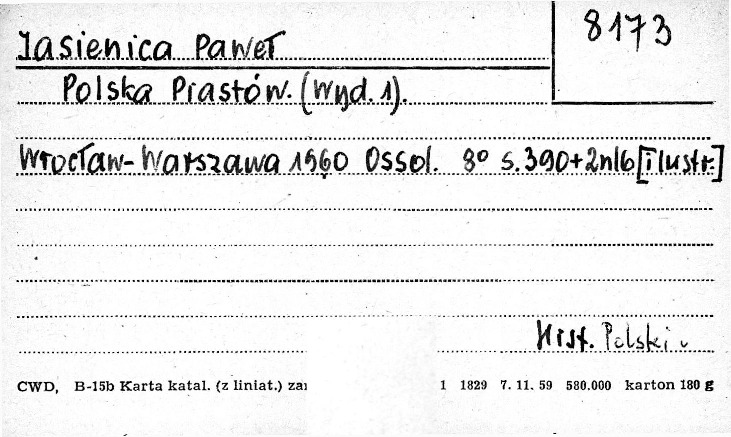 8173
Jasienica Paweł
Polska Piastów. (Wyd. 1).
Wrocław-Warszawa 1960 Ossol. 8° s. 390+2nlb [ilustr.]
Hist. Polski
CWD, B-15b Karta katal. (z liniat.) zai 1 1829 7. 11. 59 580.000 karton 180 g